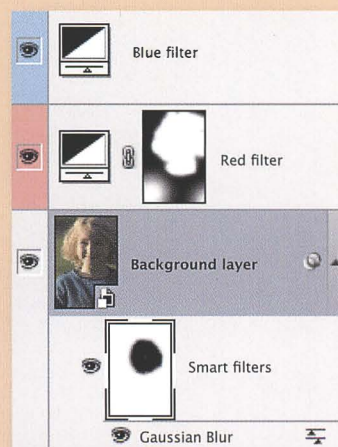 Blue filter
Red filter
Background layer
Smart filters
Gaussian Blur